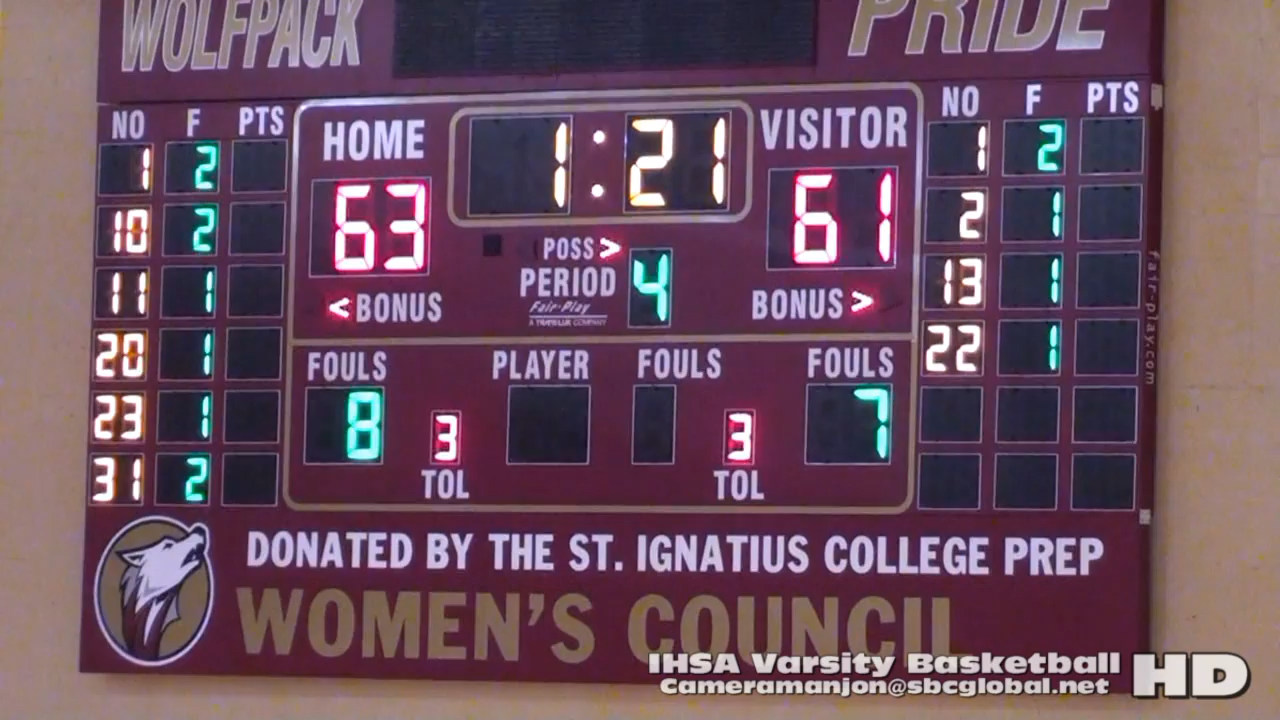 WOLFPACK PRIDE
NO F PTS
1 2
10 2
11 1
20 1
23 1
31 2
HOME 1:21 VISITOR
63 61
POSS >
PERIOD 4
Fair-Play
A TRANS-LUX COMPANY
< BONUS BONUS >
FOULS PLAYER FOULS FOULS
8 3 3 7
TOL TOL
NO F PTS
1 2
2 1
13 1
22 1
fair-play.com
DONATED BY THE ST. IGNATIUS COLLEGE PREP
WOMEN'S COUNCIL
IHSA Varsity Basketball HD
Cameramanjon@sbcglobal.net